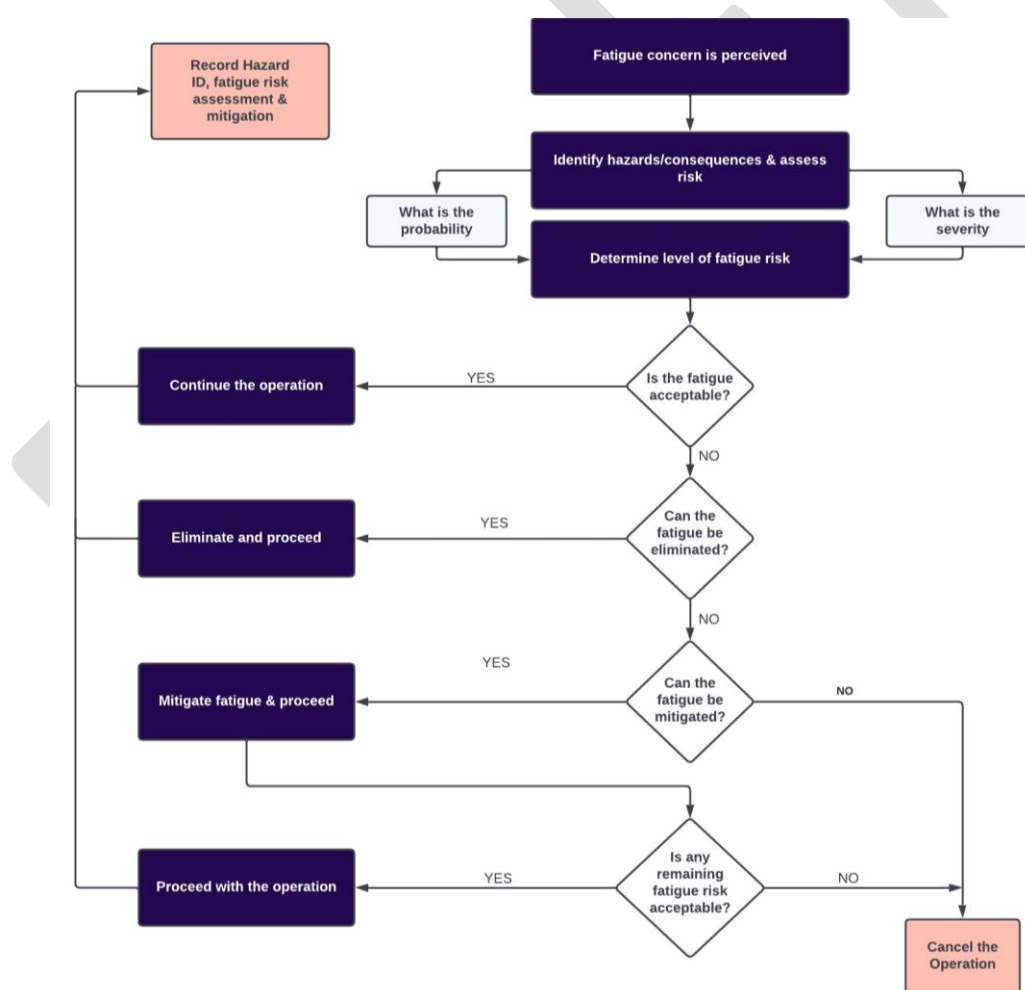 Record Hazard
ID, fatigue risk
assessment &
mitigation
Fatigue concern is perceived
Identify hazards/consequences & assess
risk
What is the
probability
What is the
severity
Determine level of fatigue risk
Is the fatigue
acceptable?
YES
Continue the operation
NO
Can the
fatigue be
eliminated?
YES
Eliminate and proceed
NO
Can the
fatigue be
mitigated?
YES
Mitigate fatigue & proceed
NO
Is any
remaining
fatigue risk
acceptable?
YES
Proceed with the operation
NO
Cancel the
Operation